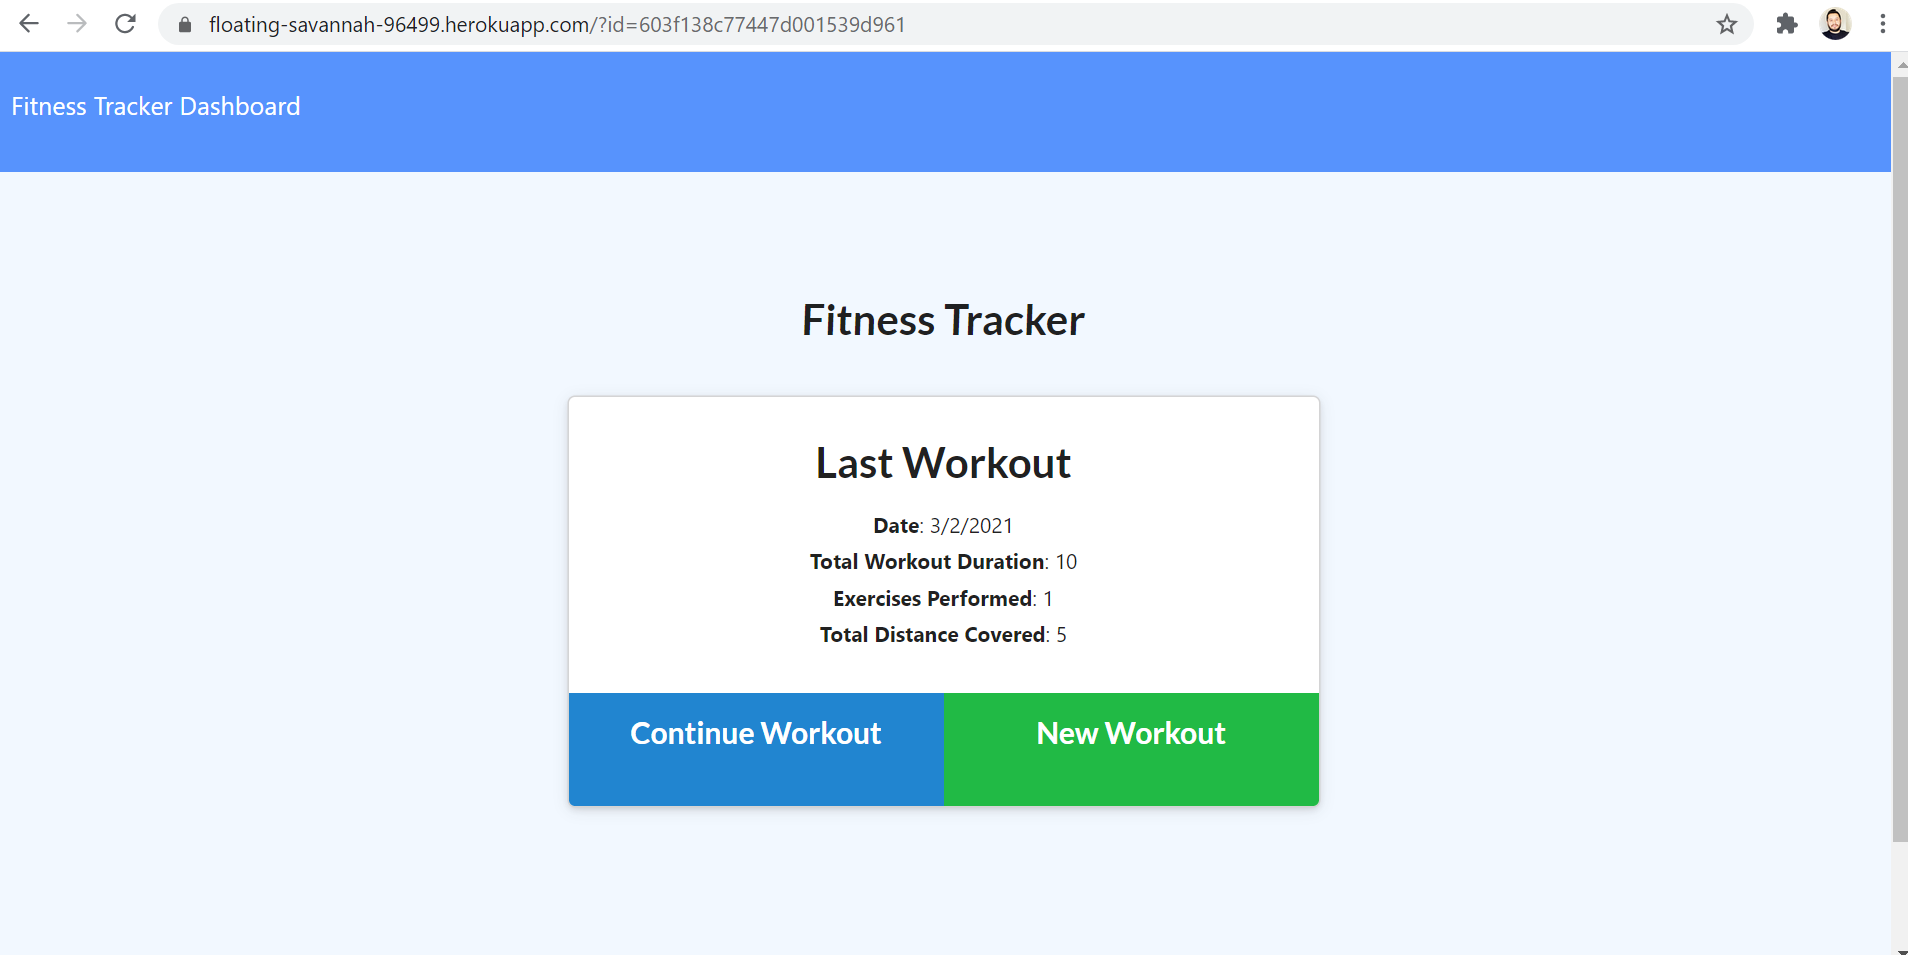 floating-savannah-96499.herokuapp.com/?id=603f138c77447d001539d961
Fitness Tracker Dashboard
Fitness Tracker
Last Workout
Date: 3/2/2021
Total Workout Duration: 10
Exercises Performed: 1
Total Distance Covered: 5
Continue Workout
New Workout